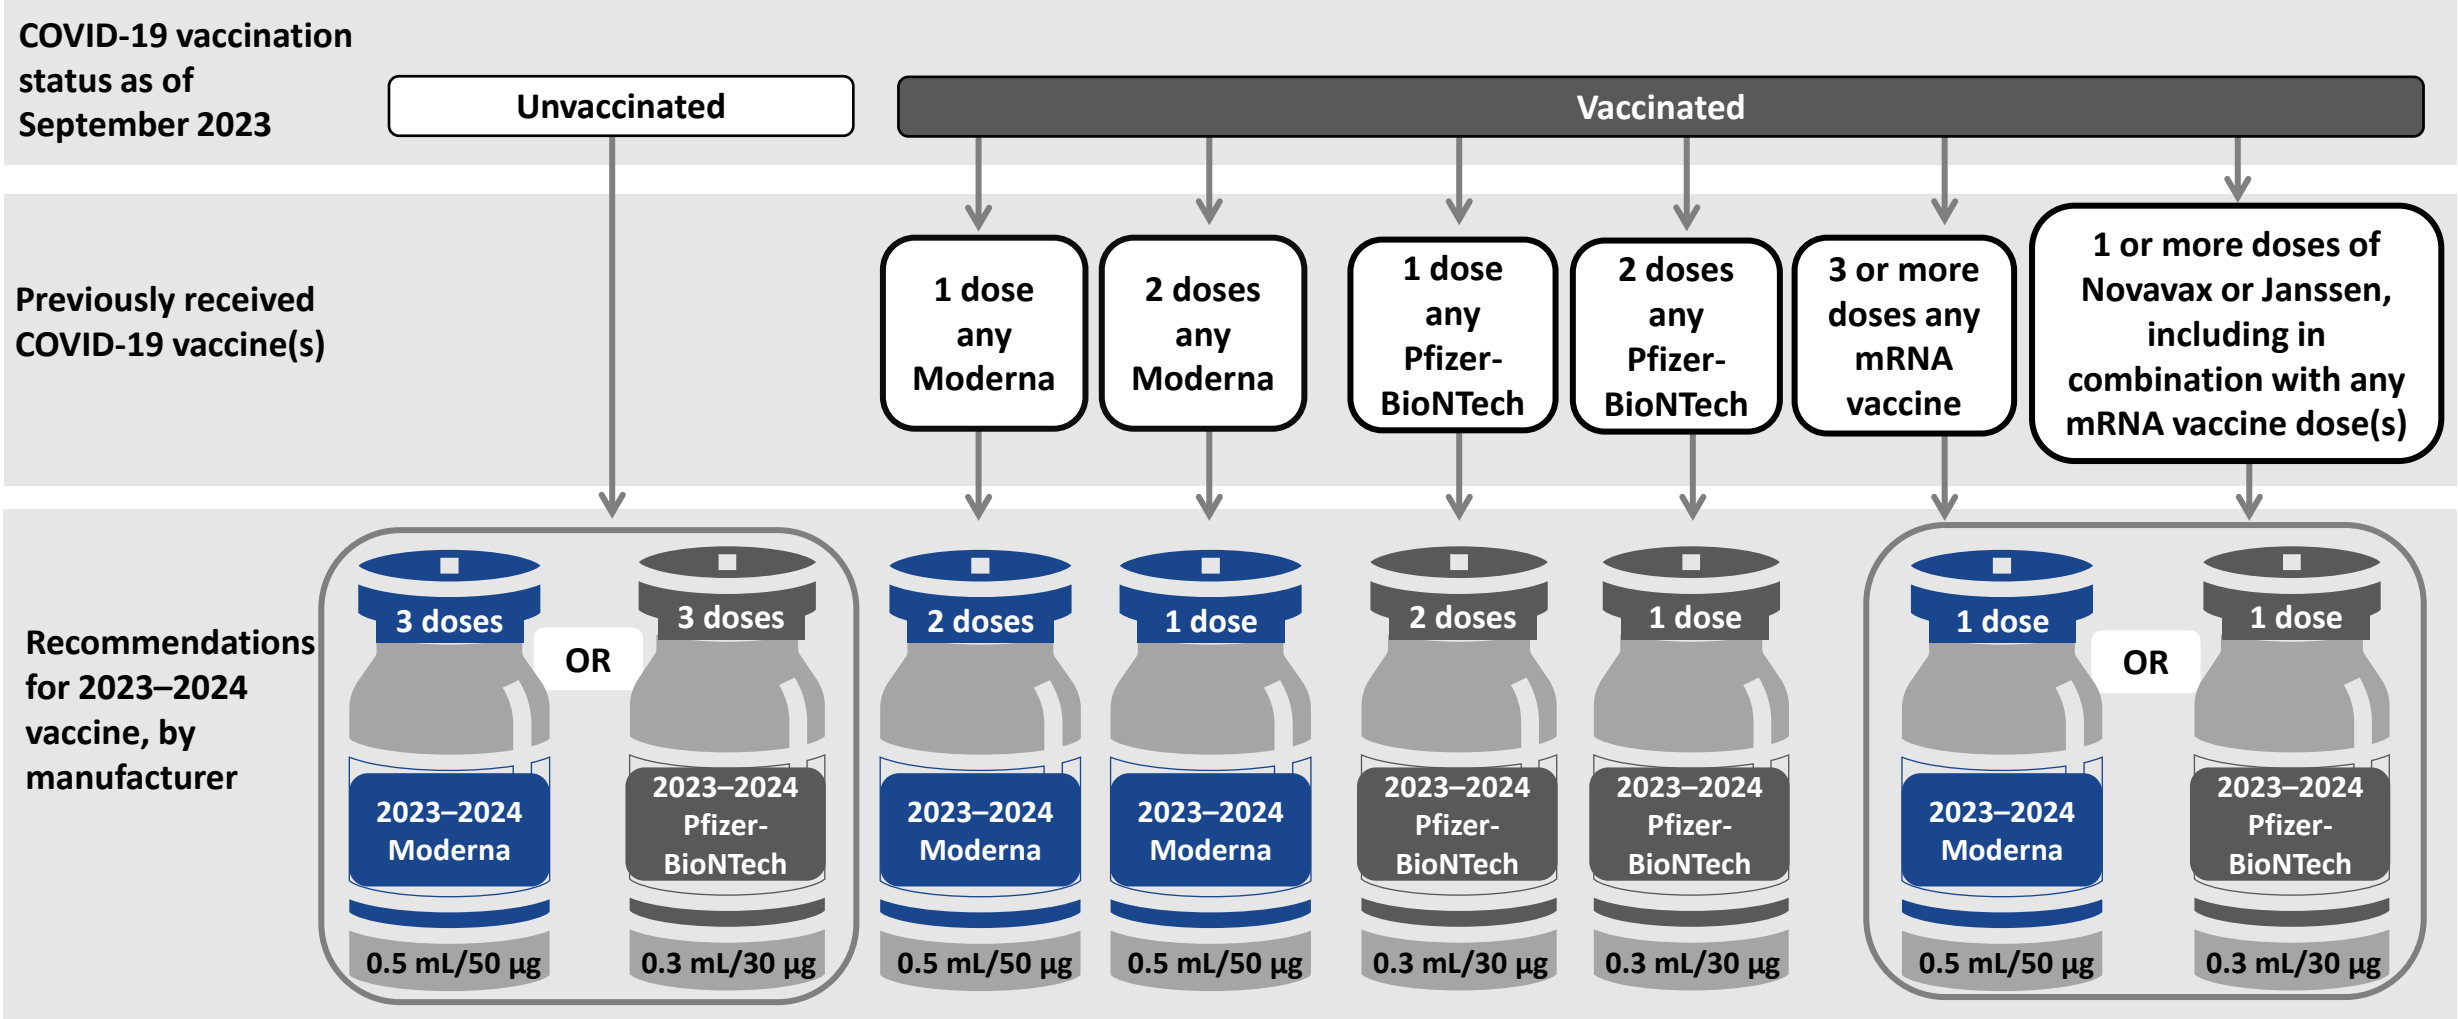 COVID-19 vaccination
status as of
September 2023
Unvaccinated
Vaccinated
Previously received
COVID-19 vaccine(s)
1 dose
any
Moderna
2 doses
any
Moderna
1 dose
any
Pfizer-
BioNTech
2 doses
any
Pfizer-
BioNTech
3 or more
doses any
mRNA
vaccine
1 or more doses of
Novavax or Janssen,
including in
combination with any
mRNA vaccine dose(s)
Recommendations
for 2023–2024
vaccine, by
manufacturer
3 doses
2023–2024
Moderna
0.5 mL/50 µg
OR
3 doses
2023–2024
Pfizer-
BioNTech
0.3 mL/30 µg
2 doses
2023–2024
Moderna
0.5 mL/50 µg
1 dose
2023–2024
Moderna
0.5 mL/50 µg
2 doses
2023–2024
Pfizer-
BioNTech
0.3 mL/30 µg
1 dose
2023–2024
Pfizer-
BioNTech
0.3 mL/30 µg
1 dose
2023–2024
Moderna
0.5 mL/50 µg
OR
1 dose
2023–2024
Pfizer-
BioNTech
0.3 mL/30 µg